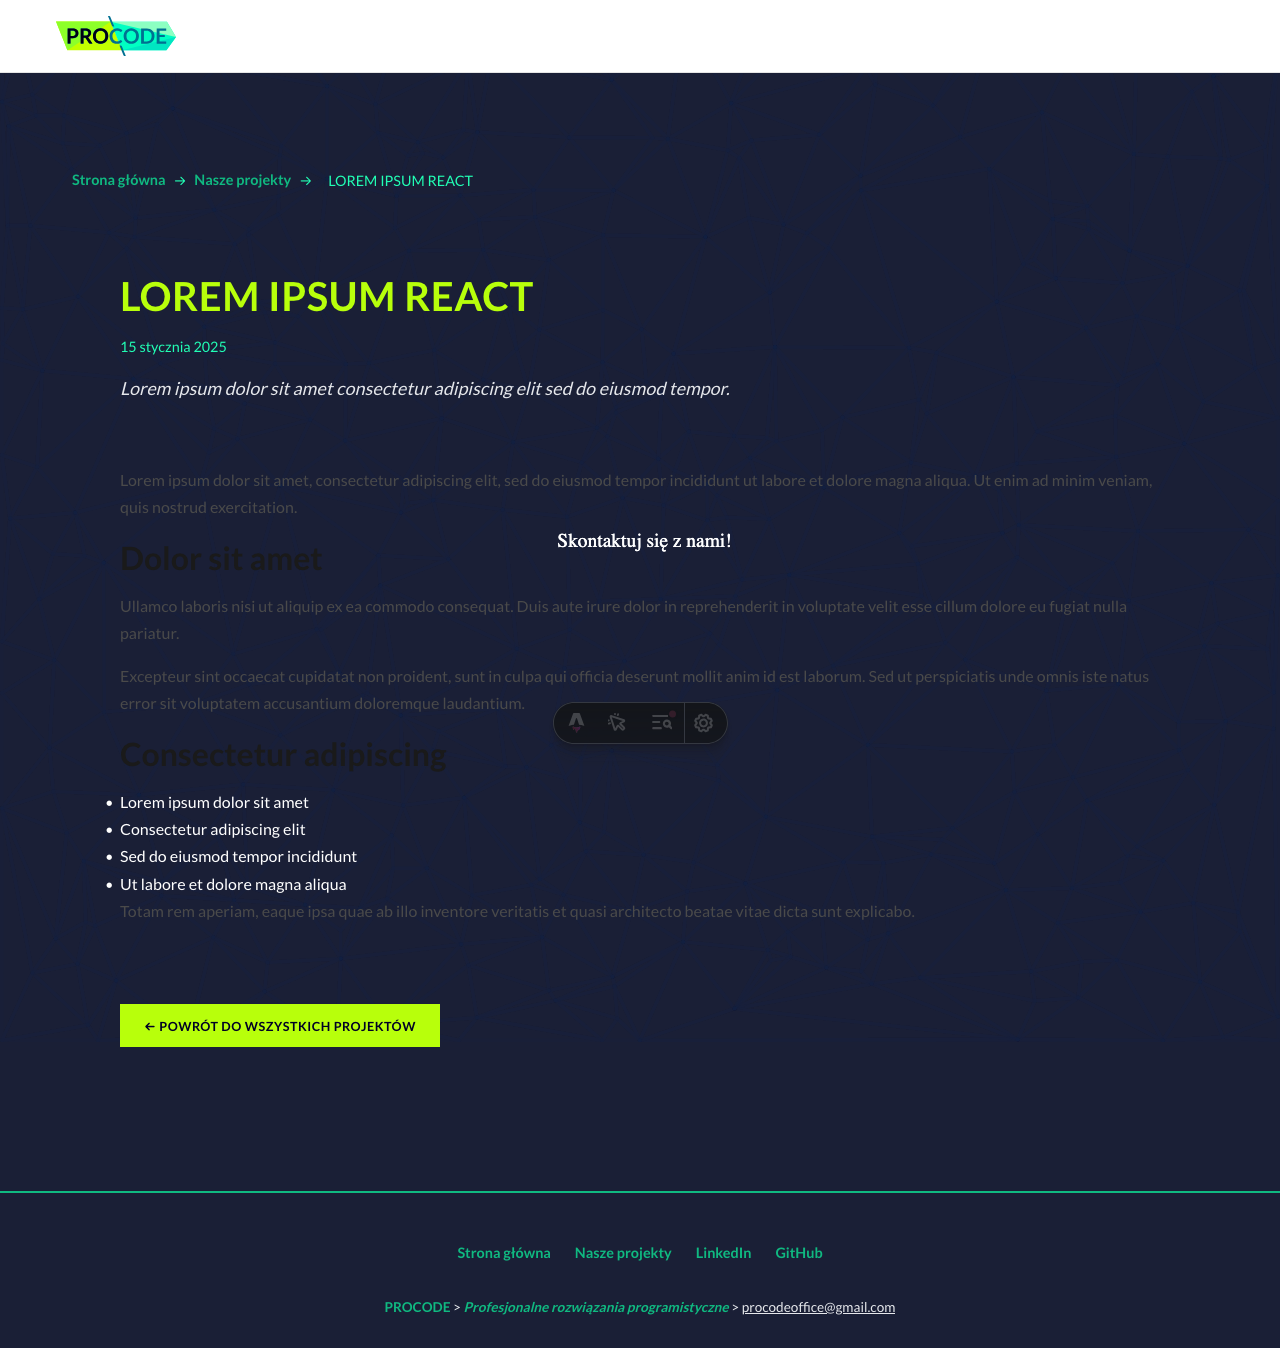 PROCODE
Strona główna → Nasze projekty → LOREM IPSUM REACT
LOREM IPSUM REACT
15 stycznia 2025
Lorem ipsum dolor sit amet consectetur adipiscing elit sed do eiusmod tempor.
Lorem ipsum dolor sit amet, consectetur adipiscing elit, sed do eiusmod tempor incididunt ut labore et dolore magna aliqua. Ut enim ad minim veniam,
quis nostrud exercitation.
Skontaktuj się z nami!
Dolor sit amet
Ullamco laboris nisi ut aliquip ex ea commodo consequat. Duis aute irure dolor in reprehenderit in voluptate velit esse cillum dolore eu fugiat nulla
pariatur.
Excepteur sint occaecat cupidatat non proident, sunt in culpa qui officia deserunt mollit anim id est laborum. Sed ut perspiciatis unde omnis iste natus
error sit voluptatem accusantium doloremque laudantium.
Consectetur adipiscing
• Lorem ipsum dolor sit amet
• Consectetur adipiscing elit
• Sed do eiusmod tempor incididunt
• Ut labore et dolore magna aliqua
Totam rem aperiam, eaque ipsa quae ab illo inventore veritatis et quasi architecto beatae vitae dicta sunt explicabo.
← POWRÓT DO WSZYSTKICH PROJEKTÓW
Strona główna Nasze projekty LinkedIn GitHub
PROCODE > Profesjonalne rozwiązania programistyczne > procodeoffice@gmail.com